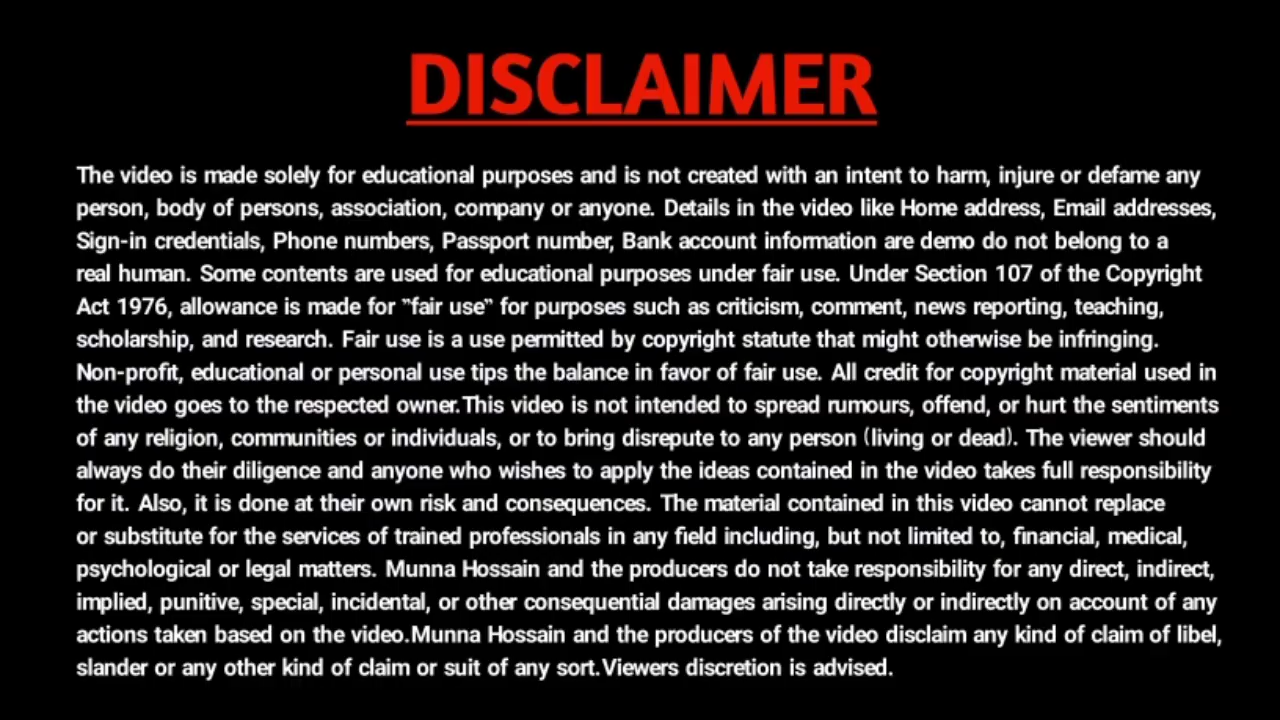 DISCLAIMER
The video is made solely for educational purposes and is not created with an intent to harm, injure or defame any
person, body of persons, association, company or anyone. Details in the video like Home address, Email addresses,
Sign-in credentials, Phone numbers, Passport number, Bank account information are demo do not belong to a
real human. Some contents are used for educational purposes under fair use. Under Section 107 of the Copyright
Act 1976, allowance is made for "fair use" for purposes such as criticism, comment, news reporting, teaching,
scholarship, and research. Fair use is a use permitted by copyright statute that might otherwise be infringing.
Non-profit, educational or personal use tips the balance in favor of fair use. All credit for copyright material used in
the video goes to the respected owner.This video is not intended to spread rumours, offend, or hurt the sentiments
of any religion, communities or individuals, or to bring disrepute to any person (living or dead). The viewer should
always do their diligence and anyone who wishes to apply the ideas contained in the video takes full responsibility
for it. Also, it is done at their own risk and consequences. The material contained in this video cannot replace
or substitute for the services of trained professionals in any field including, but not limited to, financial, medical,
psychological or legal matters. Munna Hossain and the producers do not take responsibility for any direct, indirect,
implied, punitive, special, incidental, or other consequential damages arising directly or indirectly on account of any
actions taken based on the video.Munna Hossain and the producers of the video disclaim any kind of claim of libel,
slander or any other kind of claim or suit of any sort.Viewers discretion is advised.